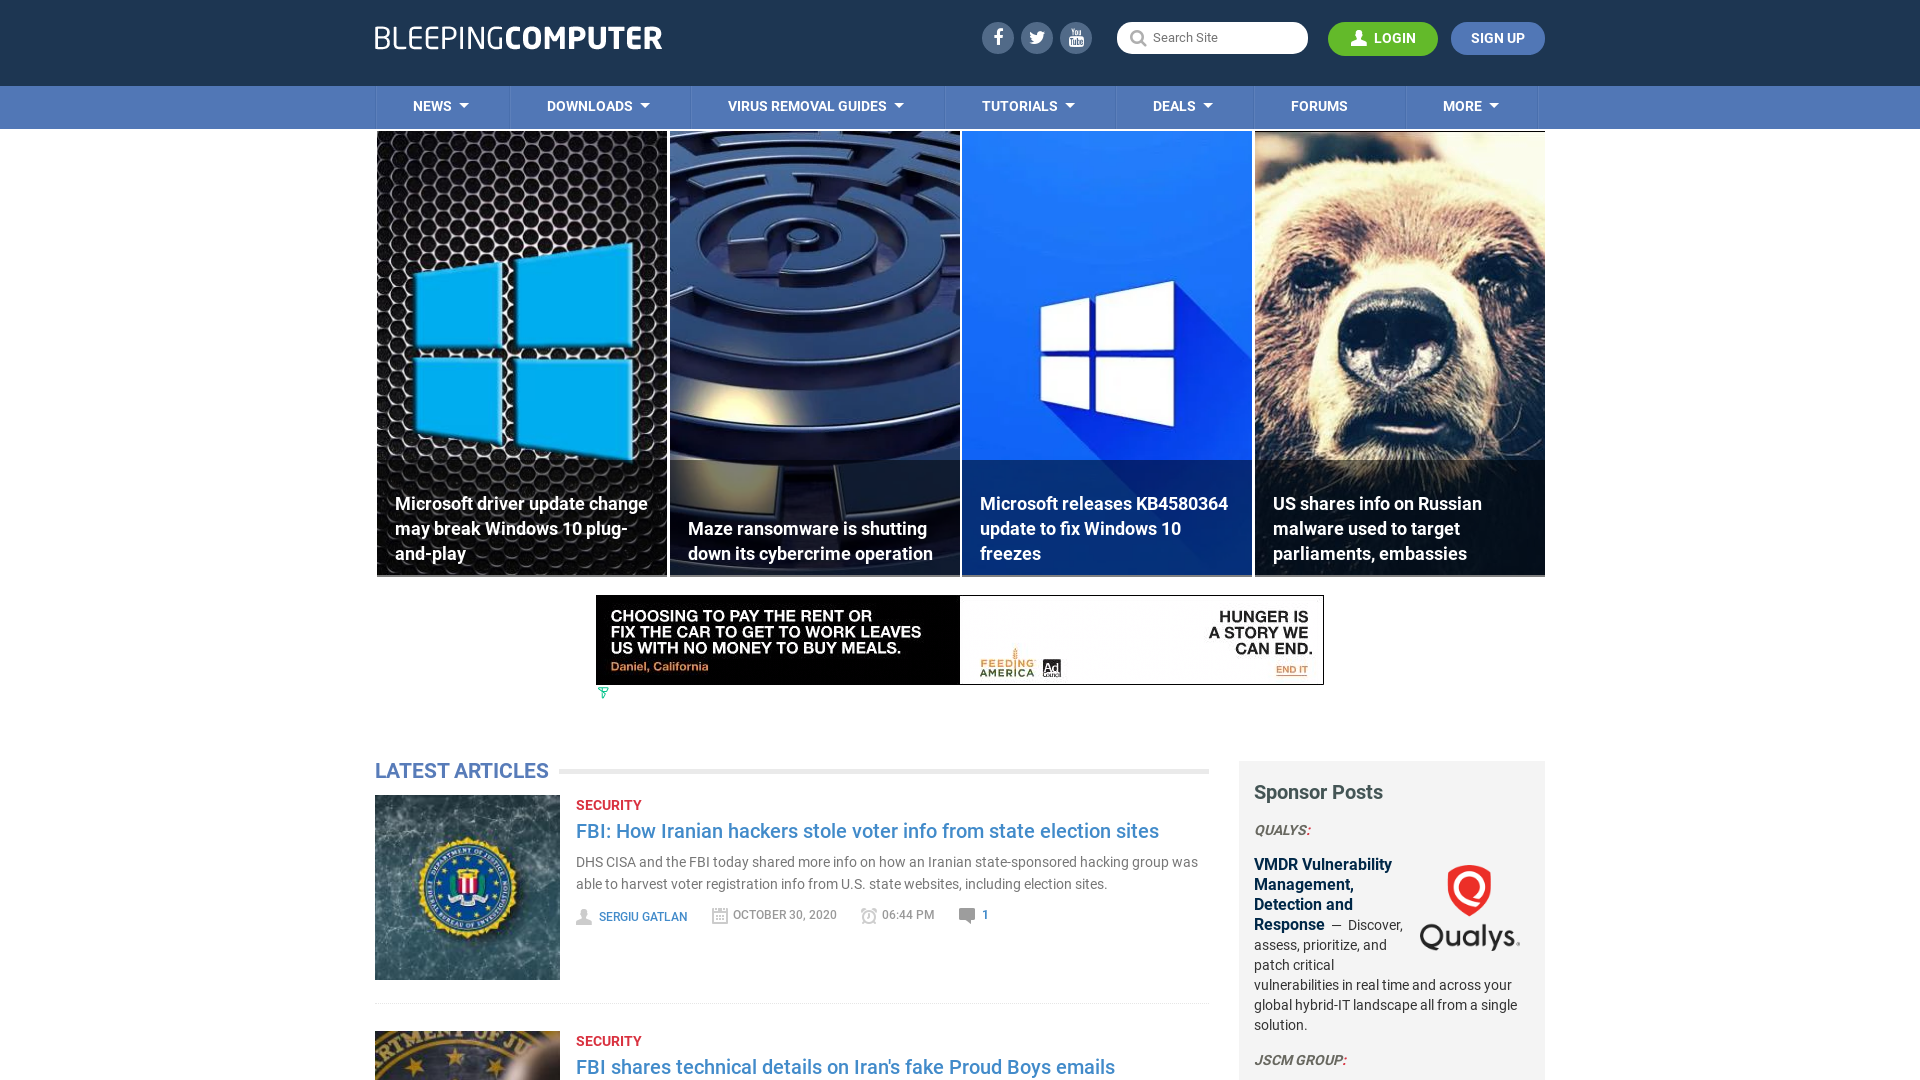 BLEEPINGCOMPUTER
Search Site
LOGIN
SIGN UP
NEWS
DOWNLOADS
VIRUS REMOVAL GUIDES
TUTORIALS
DEALS
FORUMS
MORE
Microsoft driver update change
may break Windows 10 plug-
and-play
Maze ransomware is shutting
down its cybercrime operation
Microsoft releases KB4580364
update to fix Windows 10
freezes
US shares info on Russian
malware used to target
parliaments, embassies
CHOOSING TO PAY THE RENT OR
FIX THE CAR TO GET TO WORK LEAVES
US WITH NO MONEY TO BUY MEALS.
Daniel, California
FEEDING
AMERICA
Ad
Council
HUNGER IS
A STORY WE
CAN END.
END IT
LATEST ARTICLES
SECURITY
FBI: How Iranian hackers stole voter info from state election sites
DHS CISA and the FBI today shared more info on how an Iranian state-sponsored hacking group was
able to harvest voter registration info from U.S. state websites, including election sites.
SERGIU GATLAN
OCTOBER 30, 2020
06:44 PM
1
SECURITY
FBI shares technical details on Iran's fake Proud Boys emails
Sponsor Posts
QUALYS:
VMDR Vulnerability
Management,
Detection and
Response — Discover,
assess, prioritize, and
patch critical
vulnerabilities in real time and across your
global hybrid-IT landscape all from a single
solution.
Qualys.
JSCM GROUP: